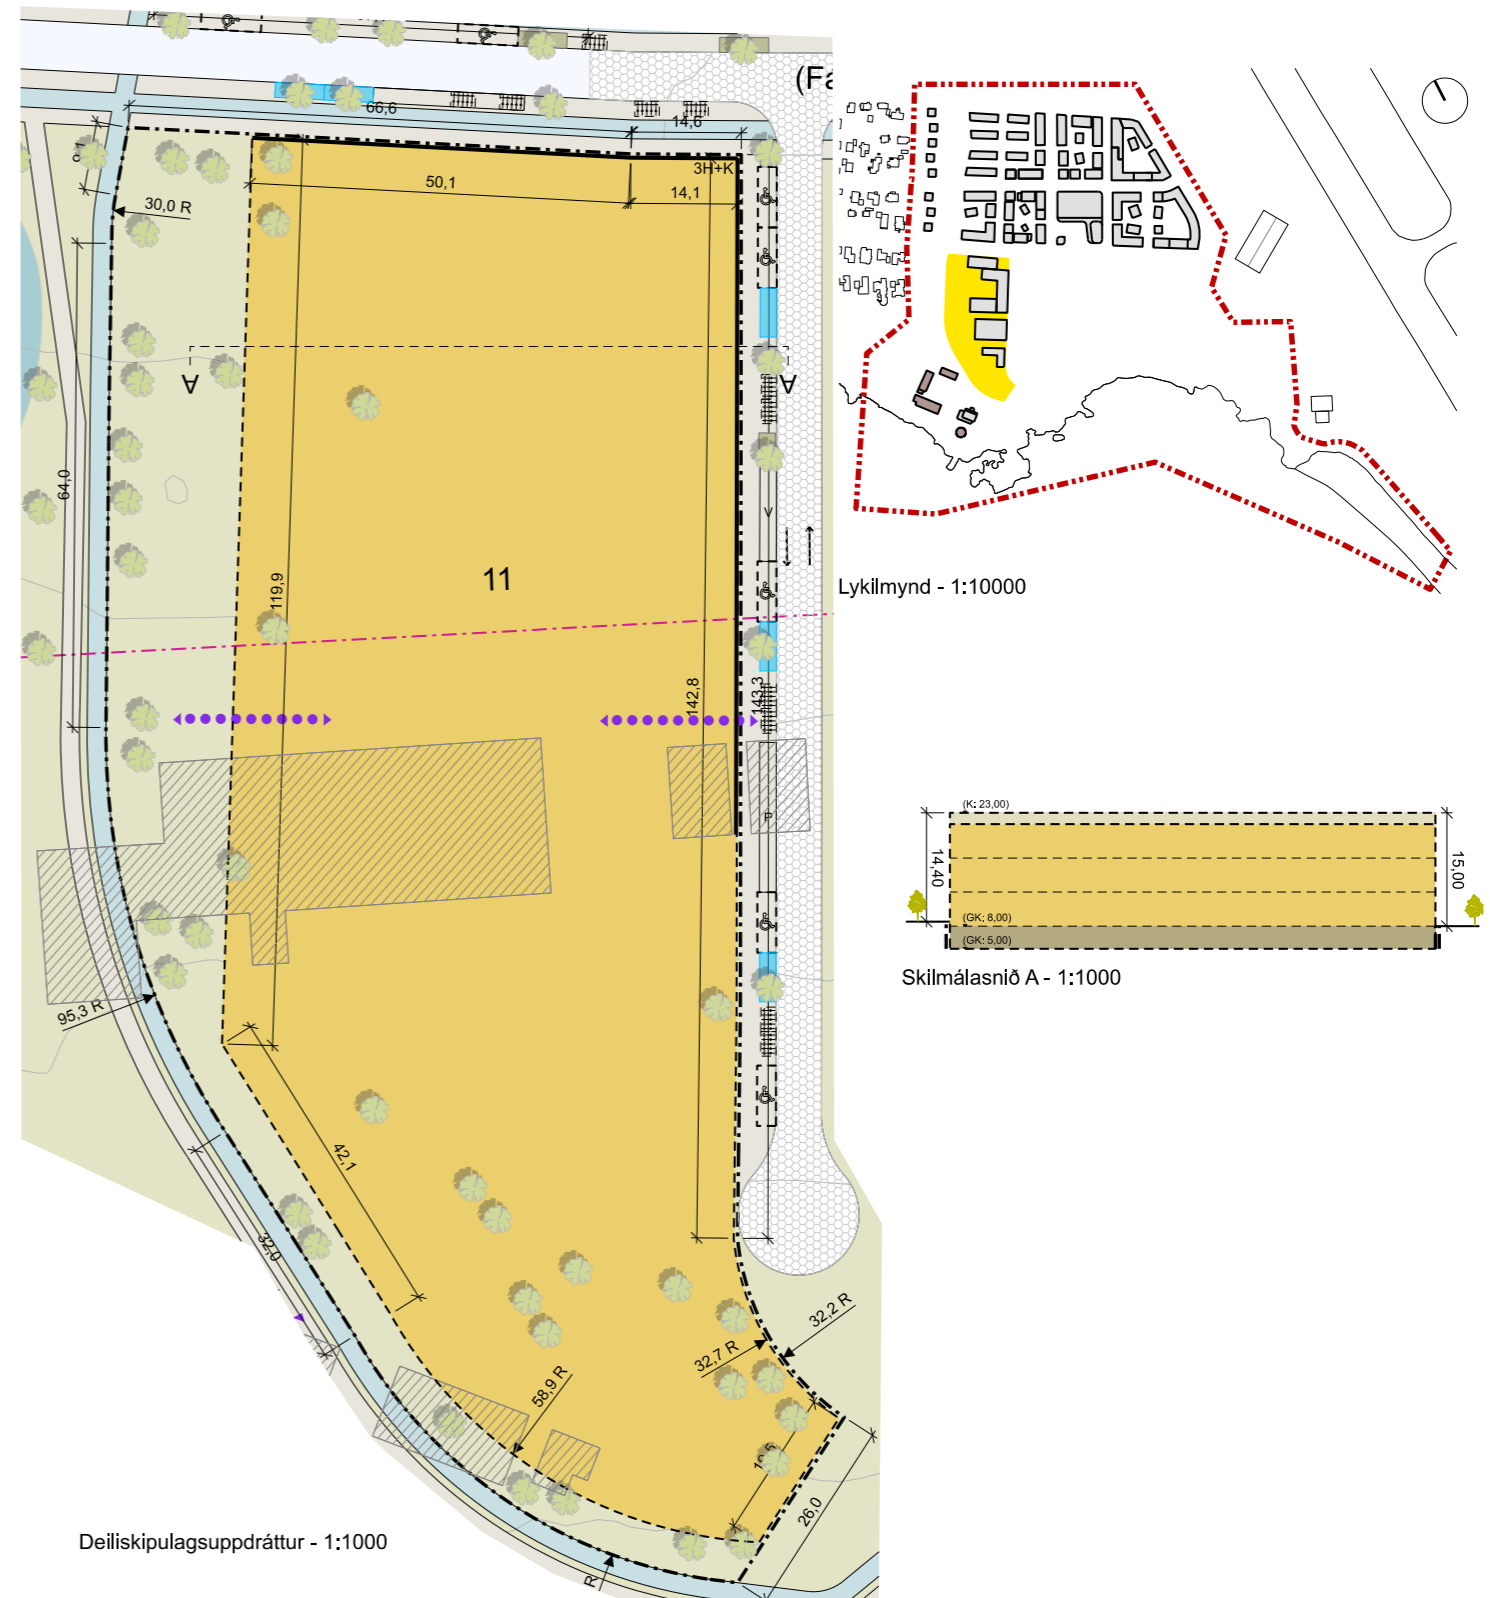 (Fa
66,6
14,6
3H+K
9,1
50,1
14,1
30,0 R
A
A
64,0
V
11
119,9
142,8
143,3
P
95,3 R
42,1
32,0
32,2 R
32,7 R
58,9 R
26,0
R
Deiliskipulagsuppdráttur - 1:1000
Lykilmynd - 1:10000
(K: 23,00)
14,40
15,00
(GK: 8,00)
(GK: 5,00)
Skilmálasnið A - 1:1000